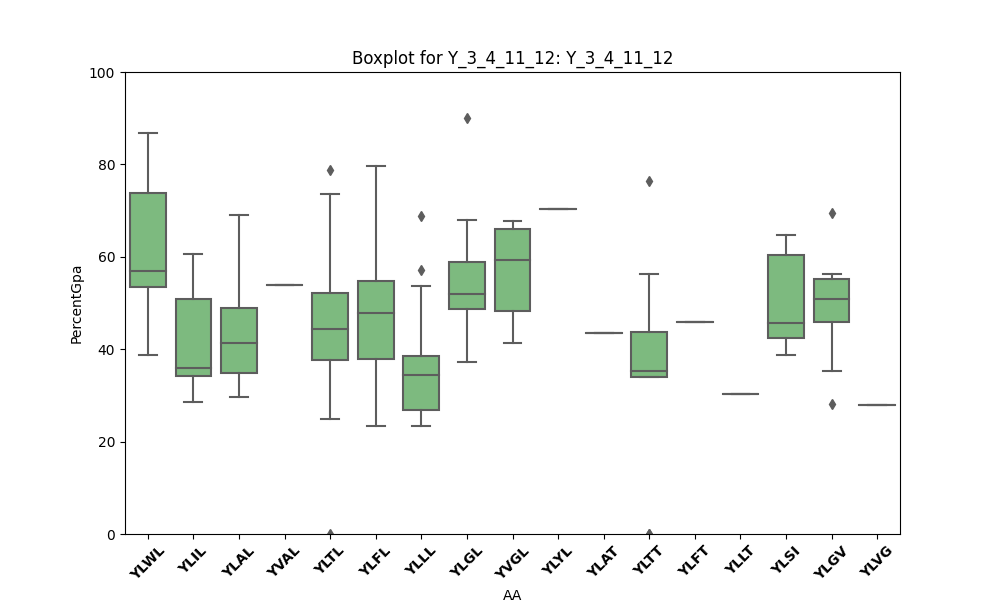 Boxplot for Y_3_4_11_12: Y_3_4_11_12
100
80
60
40
20
0
PercentGpa
YLWL
YLIL
YLAL
YVAL
YLTL
YLFL
YLLL
YLGL
YVGL
YLYL
YLAT
YLTT
YLFT
YLLT
YLSI
YLGV
YLVG
AA